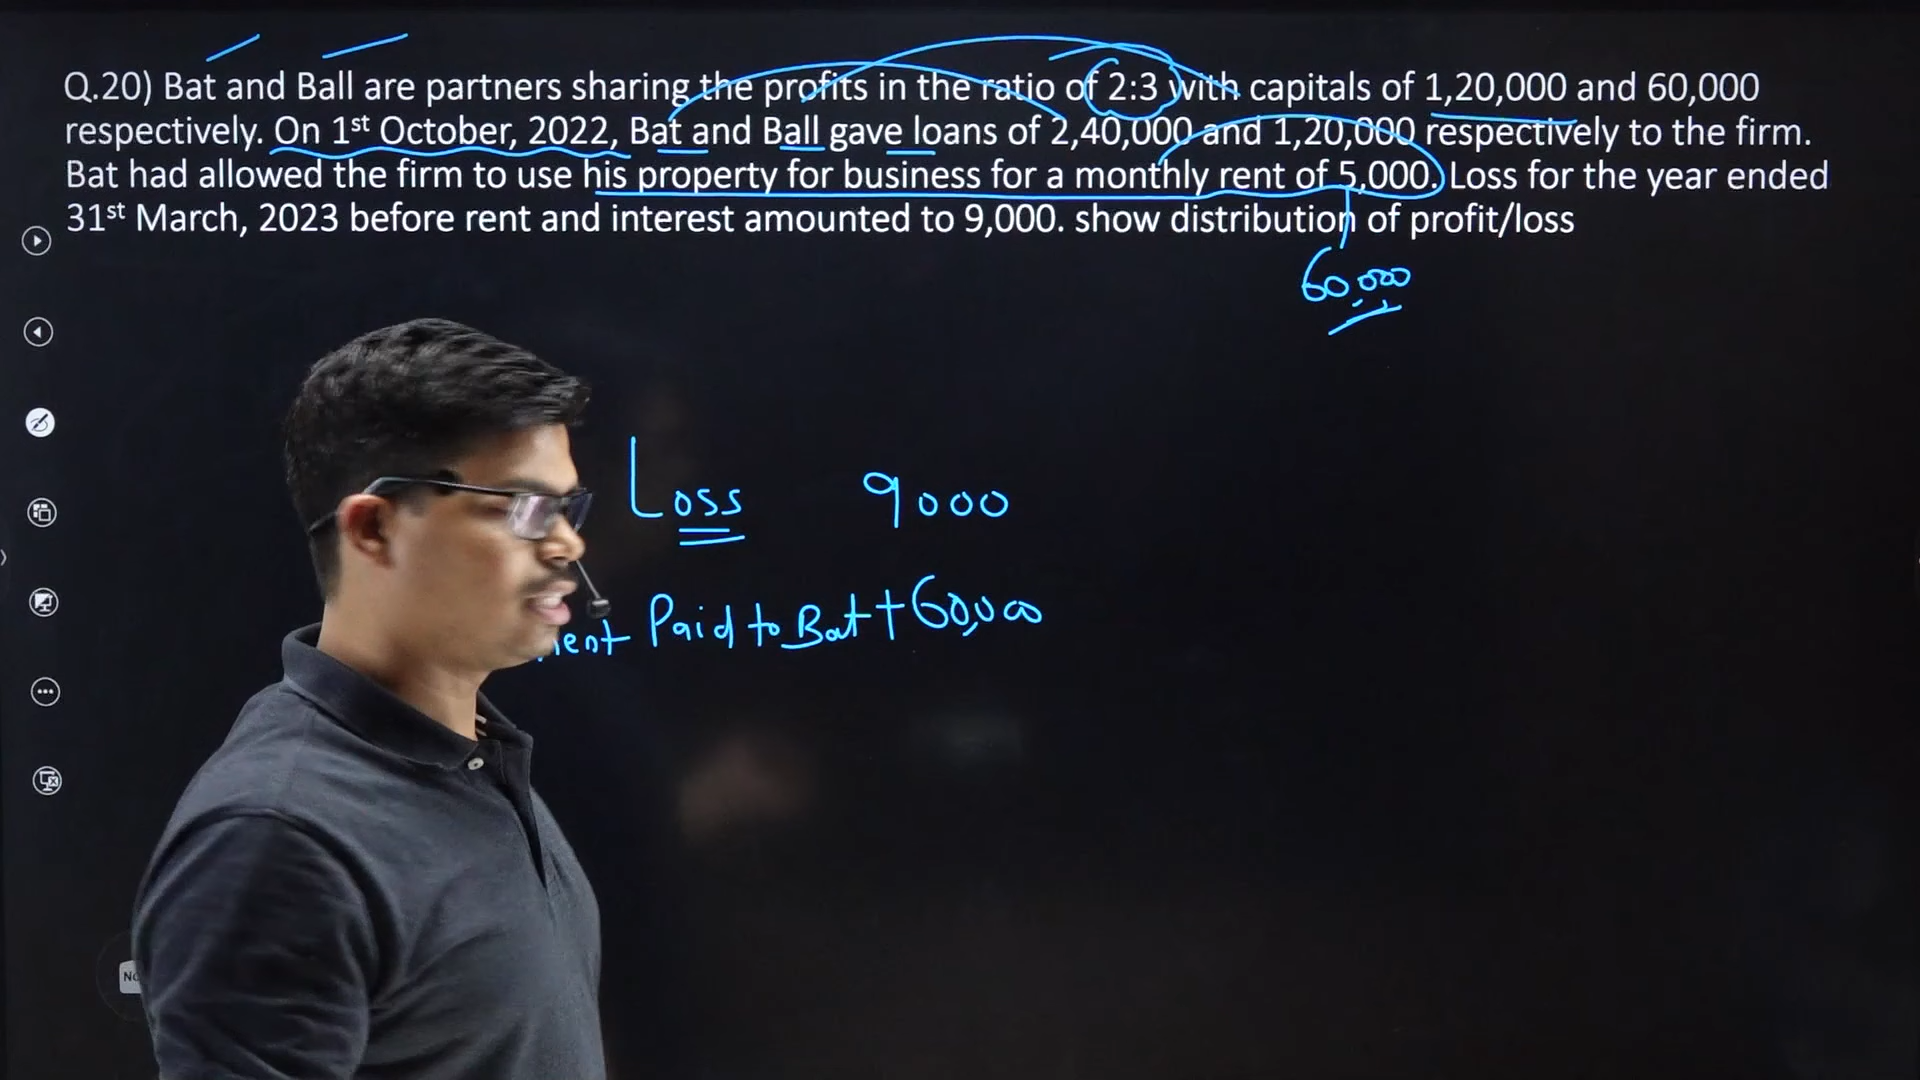 Q.20) Bat and Ball are partners sharing the profits in the ratio of 2:3 with capitals of 1,20,000 and 60,000
respectively. On 1st October, 2022, Bat and Ball gave loans of 2,40,000 and 1,20,000 respectively to the firm.
Bat had allowed the firm to use his property for business for a monthly rent of 5,000. Loss for the year ended
31st March, 2023 before rent and interest amounted to 9,000. show distribution of profit/loss
60,000
Loss 9000
Paid to Bat + 60,000